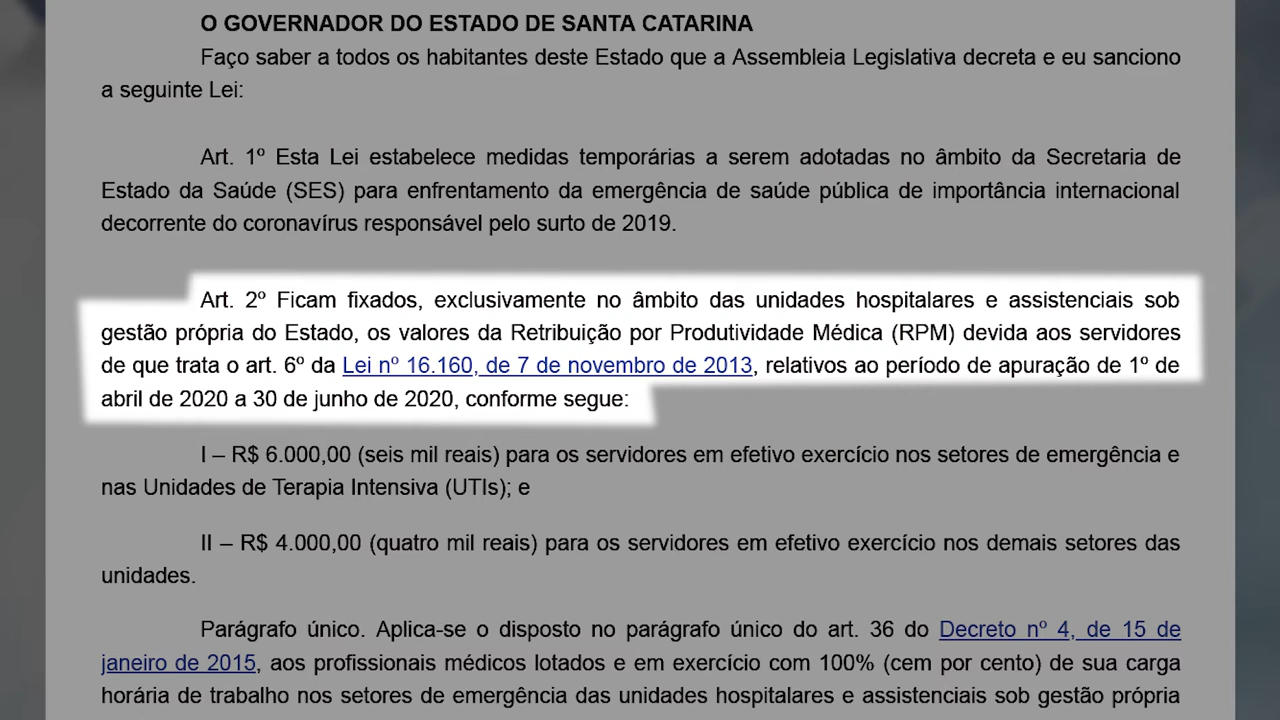 O GOVERNADOR DO ESTADO DE SANTA CATARINA
Faço saber a todos os habitantes deste Estado que a Assembleia Legislativa decreta e eu sanciono
a seguinte Lei:
Art. 1º Esta Lei estabelece medidas temporárias a serem adotadas no âmbito da Secretaria de
Estado da Saúde (SES) para enfrentamento da emergência de saúde pública de importância internacional
decorrente do coronavírus responsável pelo surto de 2019.
Art. 2º Ficam fixados, exclusivamente no âmbito das unidades hospitalares e assistenciais sob
gestão própria do Estado, os valores da Retribuição por Produtividade Médica (RPM) devida aos servidores
de que trata o art. 6º da Lei nº 16.160, de 7 de novembro de 2013, relativos ao período de apuração de 1º de
abril de 2020 a 30 de junho de 2020, conforme segue:
I – R$ 6.000,00 (seis mil reais) para os servidores em efetivo exercício nos setores de emergência e
nas Unidades de Terapia Intensiva (UTIs); e
II – R$ 4.000,00 (quatro mil reais) para os servidores em efetivo exercício nos demais setores das
unidades.
Parágrafo único. Aplica-se o disposto no parágrafo único do art. 36 do Decreto nº 4, de 15 de
janeiro de 2015, aos profissionais médicos lotados e em exercício com 100% (cem por cento) de sua carga
horária de trabalho nos setores de emergência das unidades hospitalares e assistenciais sob gestão própria